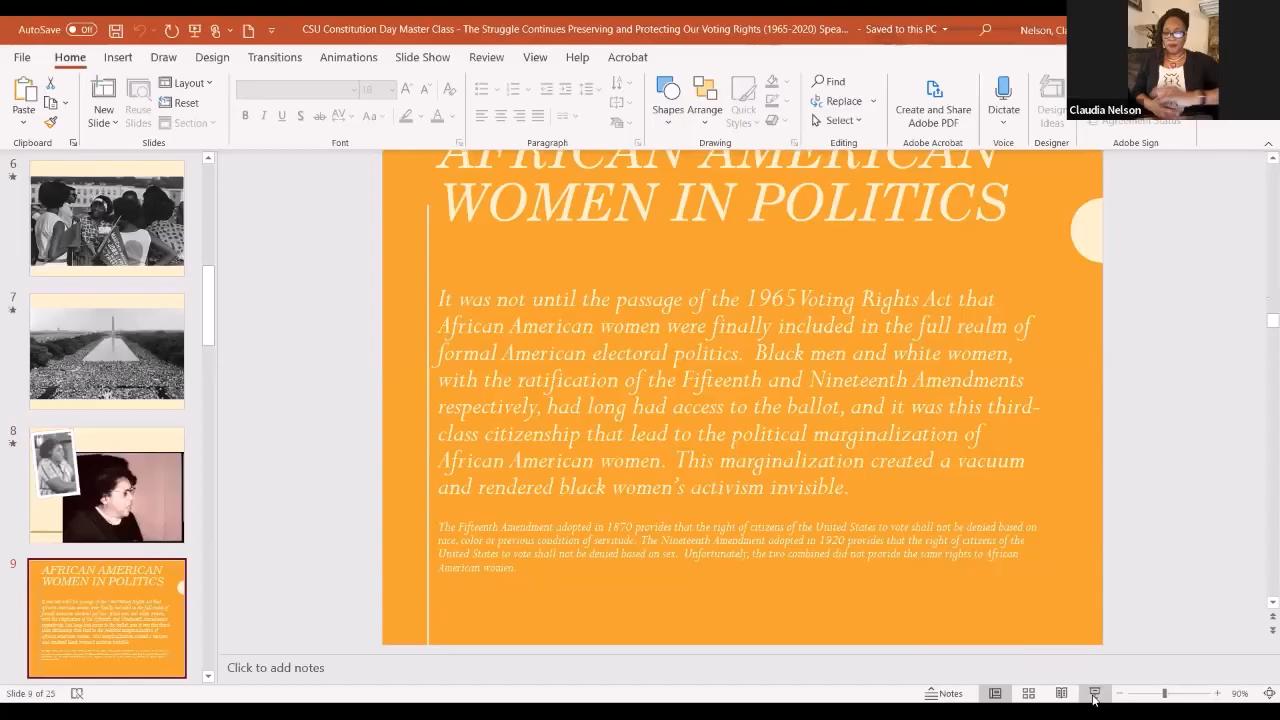 AutoSave Off CSU Constitution Day Master Class - The Struggle Continues Preserving and Protecting Our Voting Rights (1965-2020) Spea... - Saved to this PC Nelson, Cla
File Home Insert Draw Design Transitions Animations Slide Show Review View Help Acrobat
Claudia Nelson
Paste
New Slide
Reuse Slides
Layout
Reset
Section
18
Shapes
Arrange
Quick Styles
Find
Replace
Select
Create and Share Adobe PDF
Dictate
Design Ideas
Agreement Status
Clipboard Slides Font Paragraph Drawing Editing Adobe Acrobat Voice Designer Adobe Sign
6
7
8
9
AFRICAN AMERICAN
WOMEN IN POLITICS
AFRICAN AMERICAN
WOMEN IN POLITICS
It was not until the passage of the 1965 Voting Rights Act that
African American women were finally included in the full realm of
formal American electoral politics. Black men and white women,
with the ratification of the Fifteenth and Nineteenth Amendments
respectively, had long had access to the ballot, and it was this third-
class citizenship that lead to the political marginalization of
African American women. This marginalization created a vacuum
and rendered black women's activism invisible.
The Fifteenth Amendment adopted in 1870 provides that the right of citizens of the United States to vote shall not be denied based on
race, color or previous condition of servitude. The Nineteenth Amendment adopted in 1920 provides that the right of citizens of the
United States to vote shall not be denied based on sex. Unfortunately, the two combined did not provide the same rights to African
American women.
Click to add notes
Slide 9 of 25 Notes 90%